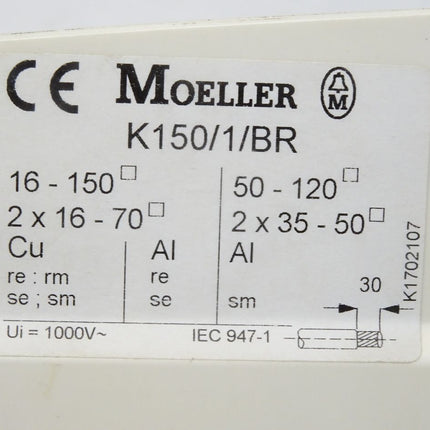 CE MOELLER M
K150/1/BR
16 - 150□ 50 - 120□
2 x 16 - 70□ 2 x 35 - 50□
Cu Al Al
re : rm re
se ; sm se sm
30
Ui = 1000V~ IEC 947-1
K1702107